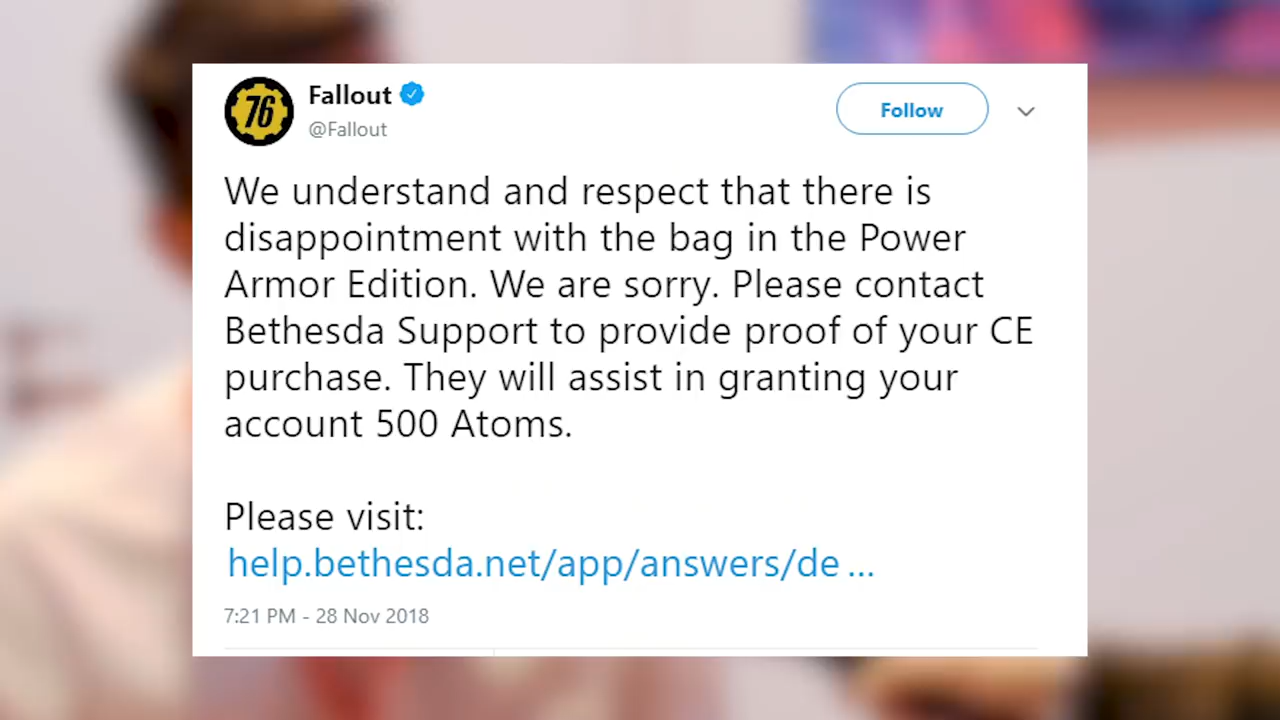 76
Fallout
@Fallout
Follow
We understand and respect that there is
disappointment with the bag in the Power
Armor Edition. We are sorry. Please contact
Bethesda Support to provide proof of your CE
purchase. They will assist in granting your
account 500 Atoms.
Please visit:
help.bethesda.net/app/answers/de ...
7:21 PM - 28 Nov 2018